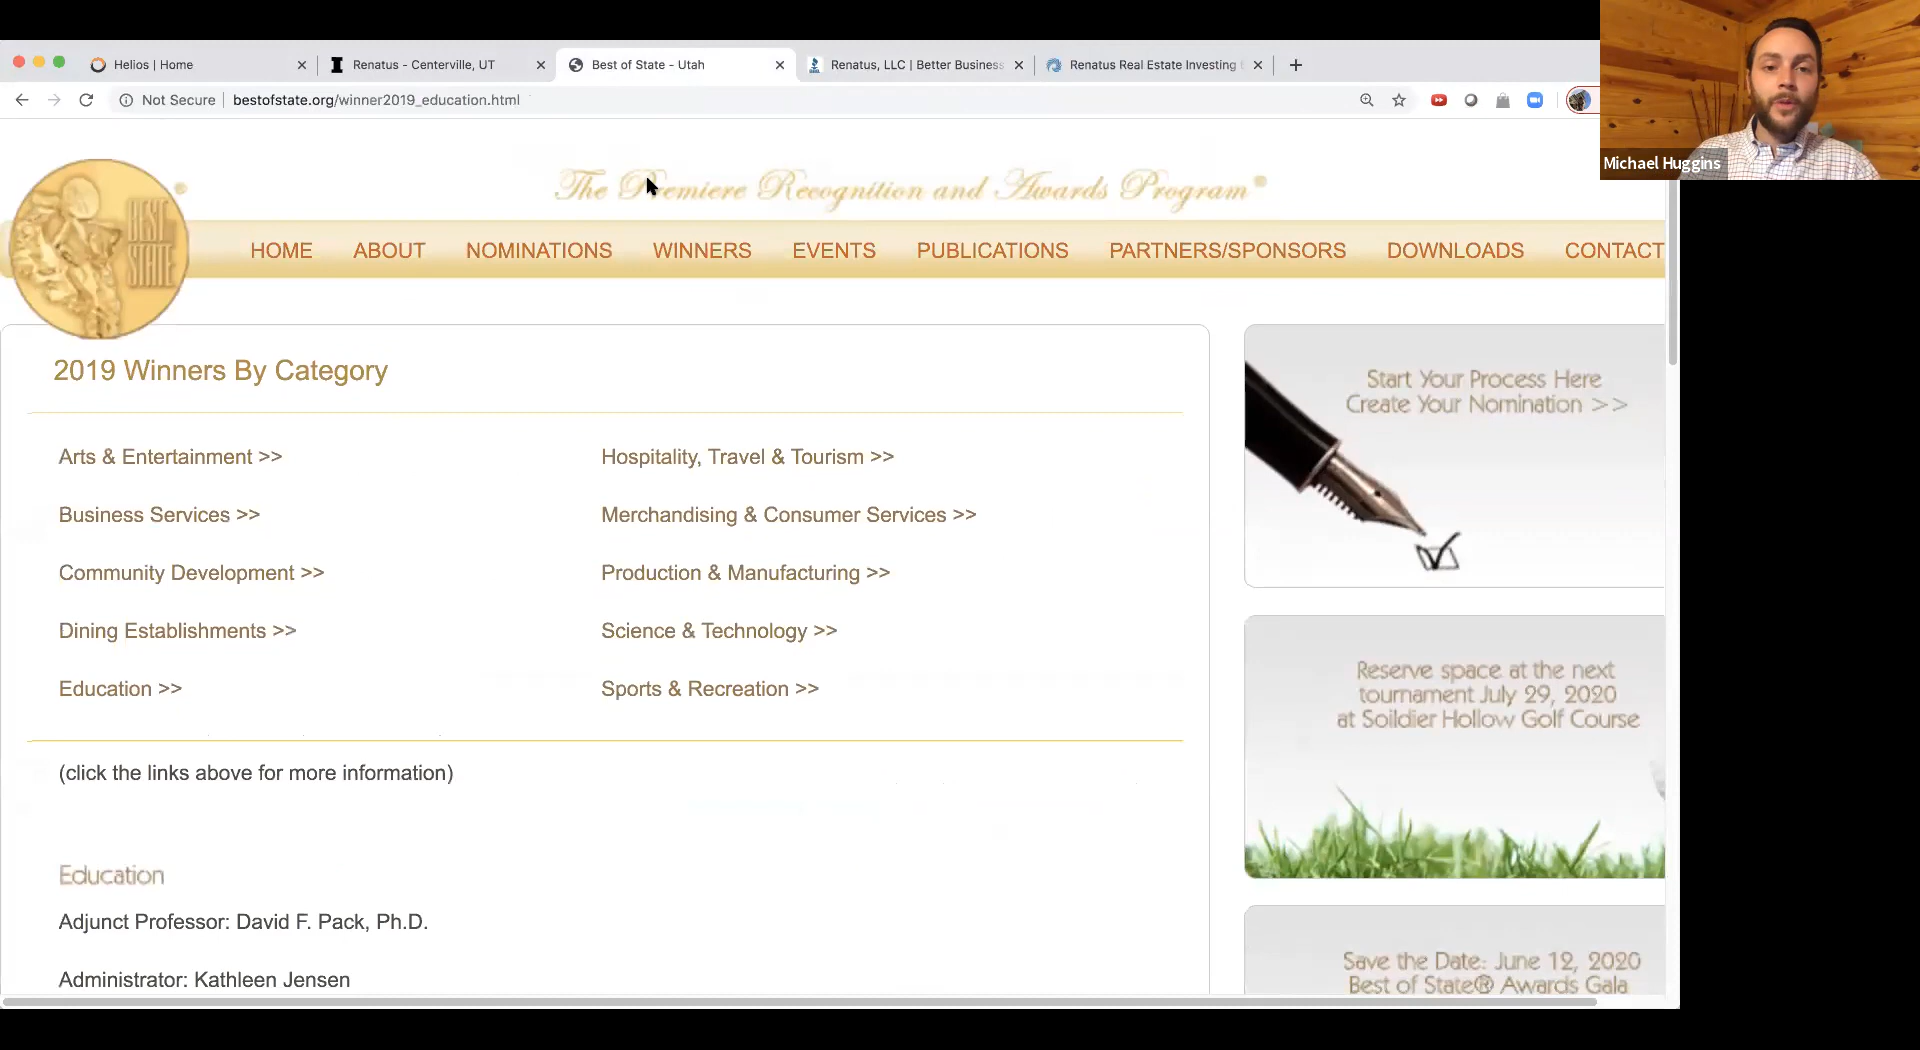 Helios | Home
Renatus - Centerville, UT
Best of State - Utah
Renatus, LLC | Better Business
Renatus Real Estate Investing
Not Secure
bestofstate.org/winner2019_education.html
Michael Huggins
The Premiere Recognition and Awards Program®
BEST
STATE
HOME
ABOUT
NOMINATIONS
WINNERS
EVENTS
PUBLICATIONS
PARTNERS/SPONSORS
DOWNLOADS
CONTACT
2019 Winners By Category
Arts & Entertainment >>
Hospitality, Travel & Tourism >>
Business Services >>
Merchandising & Consumer Services >>
Community Development >>
Production & Manufacturing >>
Dining Establishments >>
Science & Technology >>
Education >>
Sports & Recreation >>
(click the links above for more information)
Education
Adjunct Professor: David F. Pack, Ph.D.
Administrator: Kathleen Jensen
Start Your Process Here
Create Your Nomination >>
Reserve space at the next
tournament July 29, 2020
at Soildier Hollow Golf Course
Save the Date: June 12, 2020
Best of State® Awards Gala